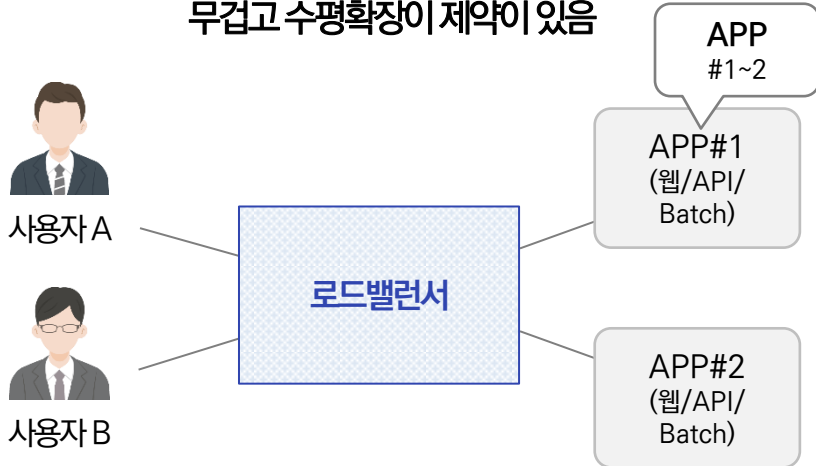 무겁고 수평확장이 제약이 있음
APP
#1~2
사용자 A
로드밸런서
APP#1
(웹/API/
Batch)
사용자 B
APP#2
(웹/API/
Batch)